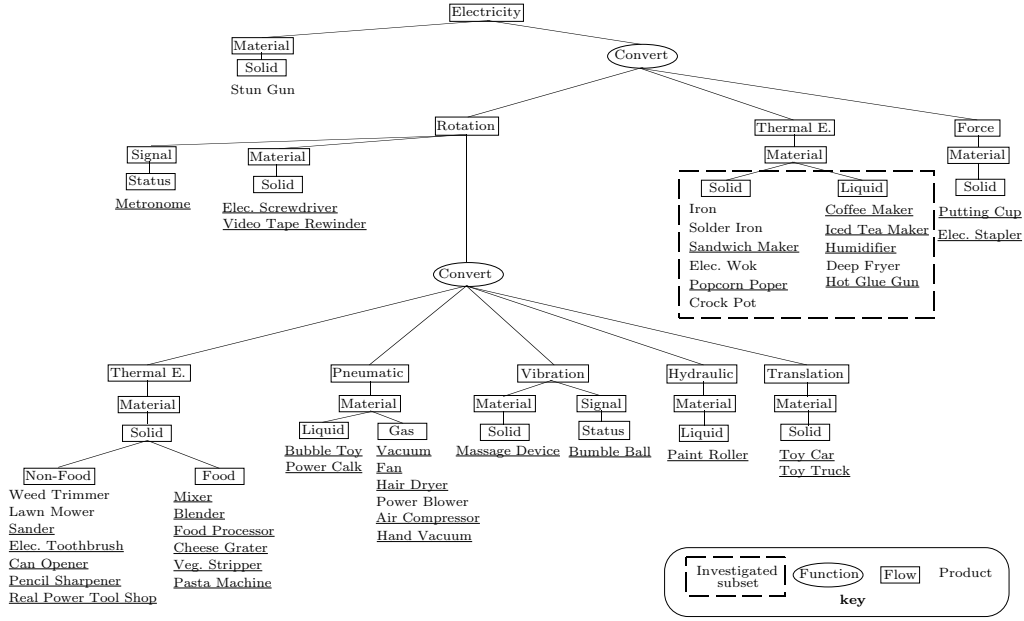 Electricity
Material
Solid
Stun Gun
Convert
Rotation
Thermal E.
Force
Signal
Status
Metronome
Material
Solid
Elec. Screwdriver
Video Tape Rewinder
Material
Solid
Iron
Solder Iron
Sandwich Maker
Elec. Wok
Popcorn Poper
Crock Pot
Liquid
Coffee Maker
Iced Tea Maker
Humidifier
Deep Fryer
Hot Glue Gun
Material
Solid
Putting Cup
Elec. Stapler
Convert
Thermal E.
Material
Solid
Non-Food
Weed Trimmer
Lawn Mower
Sander
Elec. Toothbrush
Can Opener
Pencil Sharpener
Real Power Tool Shop
Food
Mixer
Blender
Food Processor
Cheese Grater
Veg. Stripper
Pasta Machine
Pneumatic
Material
Liquid
Bubble Toy
Power Calk
Gas
Vacuum
Fan
Hair Dryer
Power Blower
Air Compressor
Hand Vacuum
Vibration
Material
Solid
Massage Device
Signal
Status
Bumble Ball
Hydraulic
Material
Liquid
Paint Roller
Translation
Material
Solid
Toy Car
Toy Truck
Investigated
subset
Function
Flow
Product
key